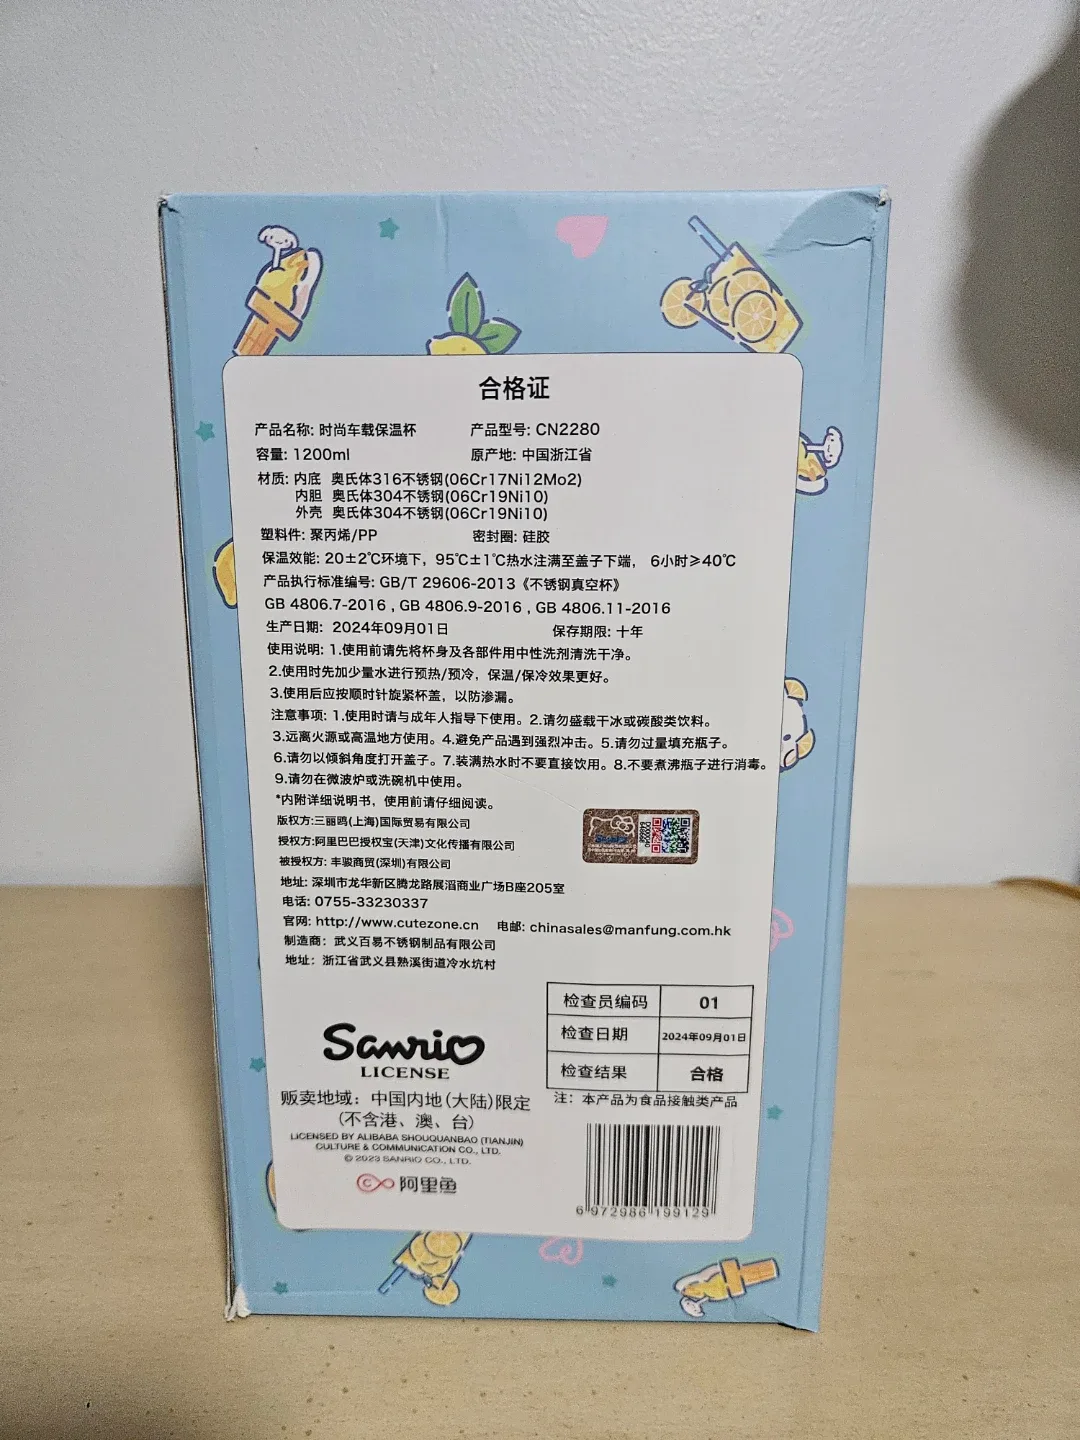 合格证
产品名称: 时尚车载保温杯 产品型号: CN2280
容量: 1200ml 原产地: 中国浙江省
材质: 内底 奥氏体316不锈钢(06Cr17Ni12Mo2)
内胆 奥氏体304不锈钢(06Cr19Ni10)
外壳 奥氏体304不锈钢(06Cr19Ni10)
塑料件: 聚丙烯/PP 密封圈: 硅胶
保温效能: 20±2℃环境下，95℃±1℃热水注满至盖子下端， 6小时≥40℃
产品执行标准编号: GB/T 29606-2013《不锈钢真空杯》
GB 4806.7-2016 , GB 4806.9-2016 , GB 4806.11-2016
生产日期: 2024年09月01日 保存期限: 十年
使用说明: 1.使用前请先将杯身及各部件用中性洗剂清洗干净。
2.使用时先加少量水进行预热/预冷，保温/保冷效果更好。
3.使用后应按顺时针旋紧杯盖，以防渗漏。
注意事项: 1.使用时请与成年人指导下使用。2.请勿盛载干冰或碳酸类饮料。
3.远离火源或高温地方使用。4.避免产品遇到强烈冲击。5.请勿过量填充瓶子。
6.请勿以倾斜角度打开盖子。7.装满热水时不要直接饮用。8.不要煮沸瓶子进行消毒。
9.请勿在微波炉或洗碗机中使用。
*内附详细说明书，使用前请仔细阅读。
版权方:三丽鸥(上海)国际贸易有限公司
授权方:阿里巴巴授权宝(天津)文化传播有限公司
被授权方: 丰骏商贸(深圳)有限公司
地址: 深圳市龙华新区腾龙路展滔商业广场B座205室
电话: 0755-33230337
官网: http://www.cutezone.cn 电邮: chinasales@manfung.com.hk
制造商: 武义百易不锈钢制品有限公司
地址: 浙江省武义县熟溪街道冷水坑村
Sanrio
LICENSE
贩卖地域: 中国内地(大陆)限定
(不含港、澳、台)
LICENSED BY ALIBABA SHOUQUANBAO (TIANJIN)
CULTURE & COMMUNICATION CO., LTD.
© 2023 SANRIO CO., LTD.
阿里鱼
检查员编码 01
检查日期 2024年09月01日
检查结果 合格
注: 本产品为食品接触类产品
6 972986 199129